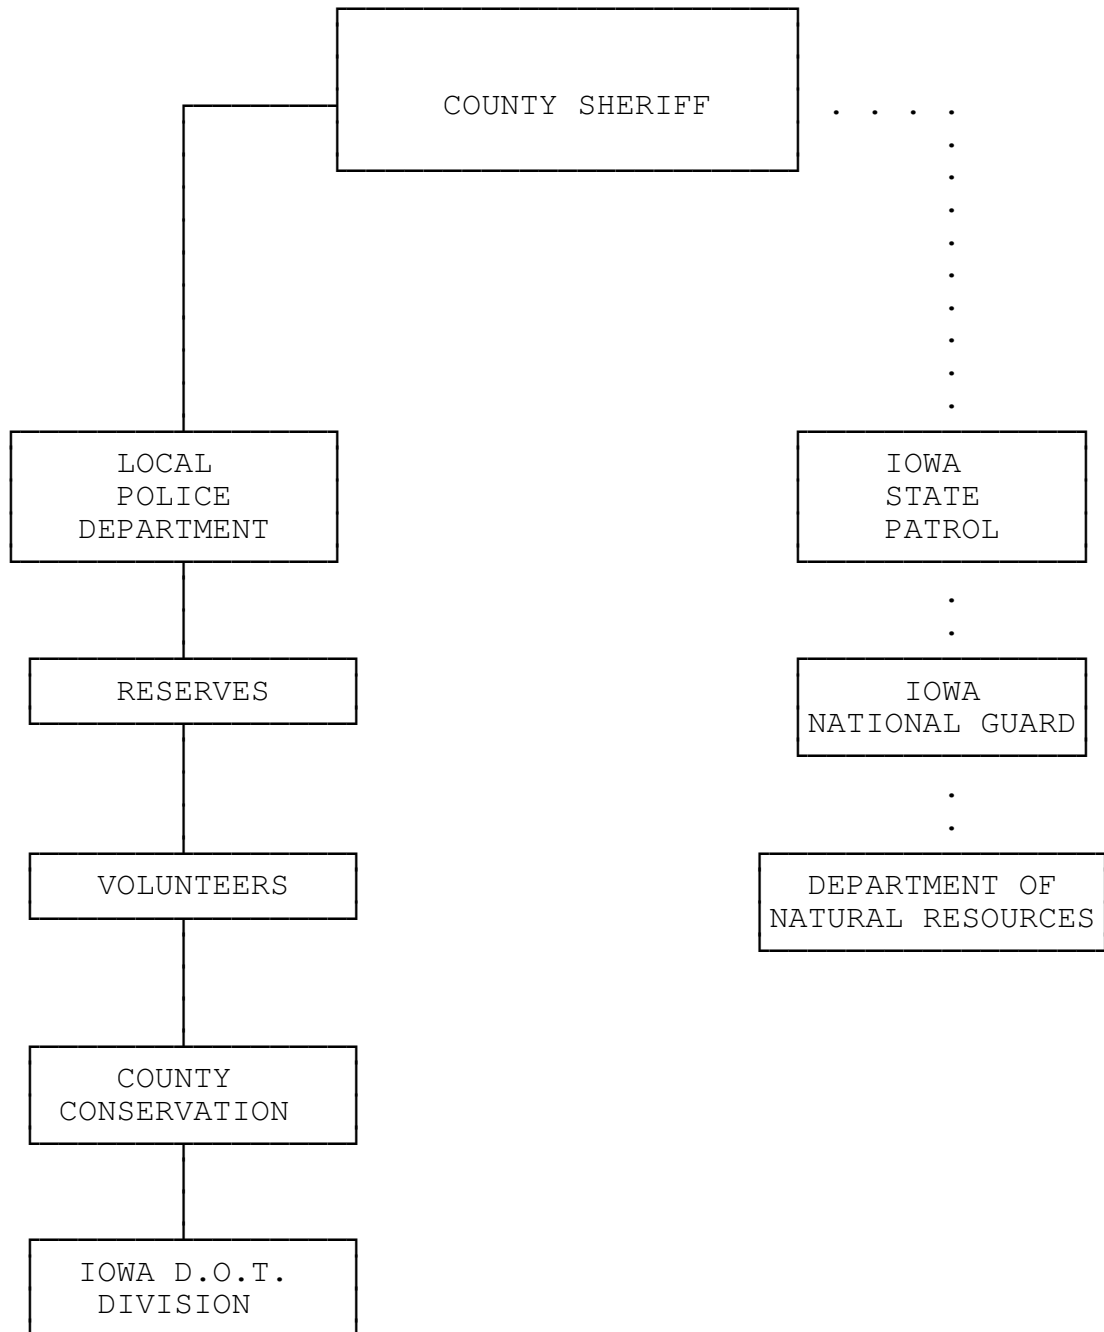 COUNTY SHERIFF
LOCAL
POLICE
DEPARTMENT
IOWA
STATE
PATROL
RESERVES
IOWA
NATIONAL GUARD
VOLUNTEERS
DEPARTMENT OF
NATURAL RESOURCES
COUNTY
CONSERVATION
IOWA D.O.T.
DIVISION